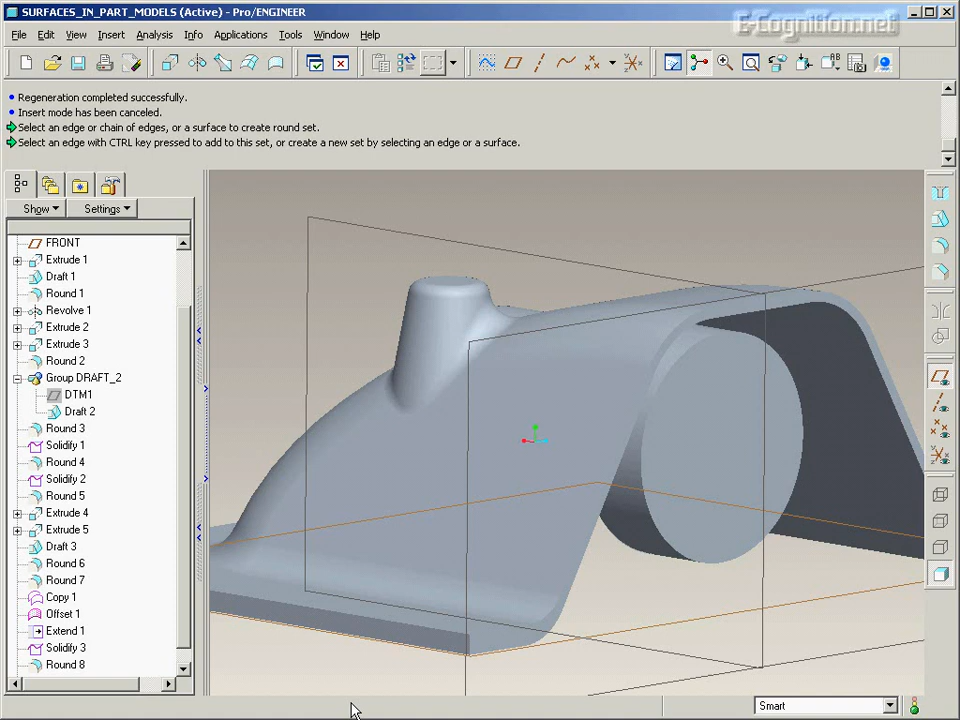 SURFACES_IN_PART_MODELS (Active) - Pro/ENGINEER
E-Cognition.net
File Edit View Insert Analysis Info Applications Tools Window Help
Regeneration completed successfully.
Insert mode has been canceled.
Select an edge or chain of edges, or a surface to create round set.
Select an edge with CTRL key pressed to add to this set, or create a new set by selecting an edge or a surface.
Show Settings
FRONT
Extrude 1
Draft 1
Round 1
Revolve 1
Extrude 2
Extrude 3
Round 2
Group DRAFT_2
DTM1
Draft 2
Round 3
Solidify 1
Round 4
Solidify 2
Round 5
Extrude 4
Extrude 5
Draft 3
Round 6
Round 7
Copy 1
Offset 1
Extend 1
Solidify 3
Round 8
Smart